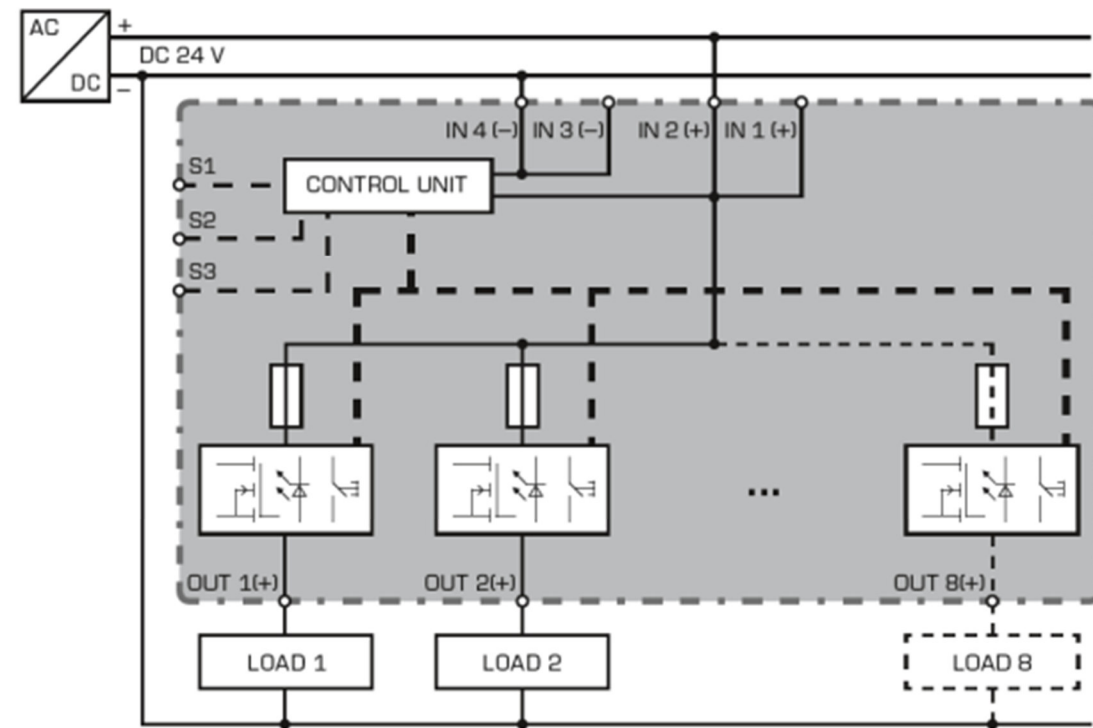 AC
+
DC 24 V
DC
−
IN 4 (−) IN 3 (−) IN 2 (+) IN 1 (+)
S1
CONTROL UNIT
S2
S3
...
OUT 1(+) OUT 2(+) OUT 8(+)
LOAD 1 LOAD 2 LOAD 8